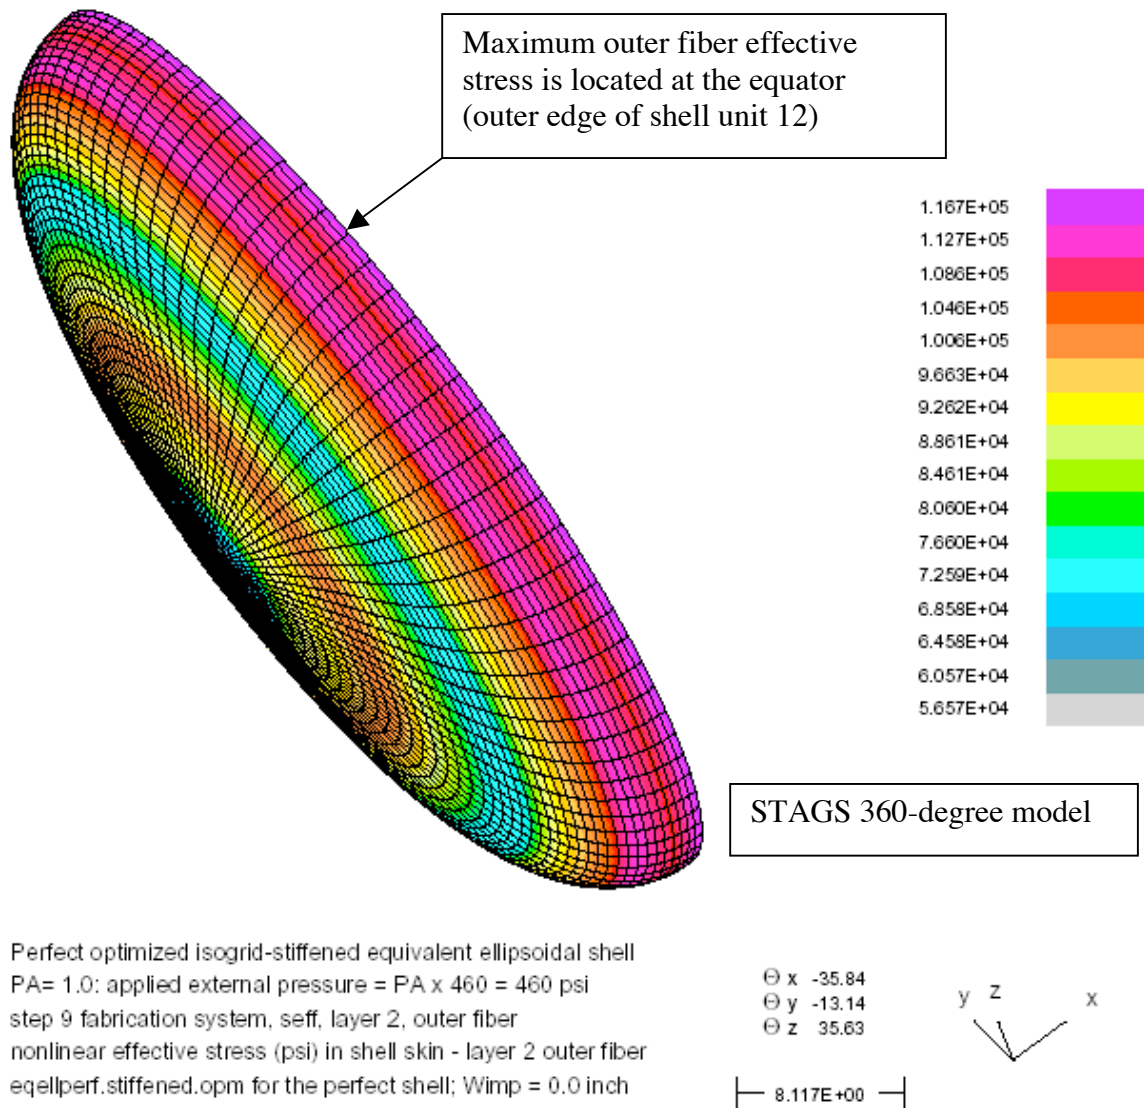 Maximum outer fiber effective
stress is located at the equator
(outer edge of shell unit 12)
1.167E+05
1.127E+05
1.086E+05
1.046E+05
1.006E+05
9.663E+04
9.262E+04
8.861E+04
8.461E+04
8.060E+04
7.660E+04
7.259E+04
6.858E+04
6.458E+04
6.057E+04
5.657E+04
STAGS 360-degree model
Perfect optimized isogrid-stiffened equivalent ellipsoidal shell
PA= 1.0: applied external pressure = PA x 460 = 460 psi
step 9 fabrication system, seff, layer 2, outer fiber
nonlinear effective stress (psi) in shell skin - layer 2 outer fiber
eqellperf.stiffened.opm for the perfect shell; Wimp = 0.0 inch
Θ x -35.84
Θ y -13.14
Θ z 35.63
y z x
8.117E+00